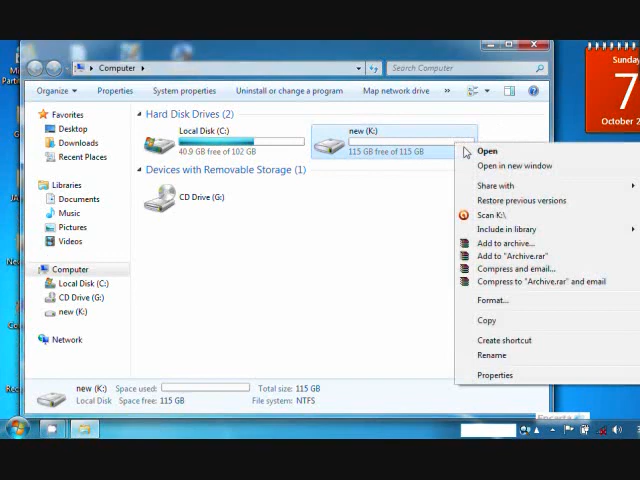 Sunday
7
October 2
Computer
Search Computer
Organize
Properties
System properties
Uninstall or change a program
Map network drive
»
Favorites
Desktop
Downloads
Recent Places
Libraries
Documents
Music
Pictures
Videos
Computer
Local Disk (C:)
CD Drive (G:)
new (K:)
Network
Hard Disk Drives (2)
Local Disk (C:)
40.9 GB free of 102 GB
new (K:)
115 GB free of 115 GB
Devices with Removable Storage (1)
CD Drive (G:)
Open
Open in new window
Share with
Restore previous versions
Scan K:\
Include in library
Add to archive...
Add to "Archive.rar"
Compress and email...
Compress to "Archive.rar" and email
Format...
Copy
Create shortcut
Rename
Properties
new (K:) Space used: Total size: 115 GB
Local Disk Space free: 115 GB File system: NTFS